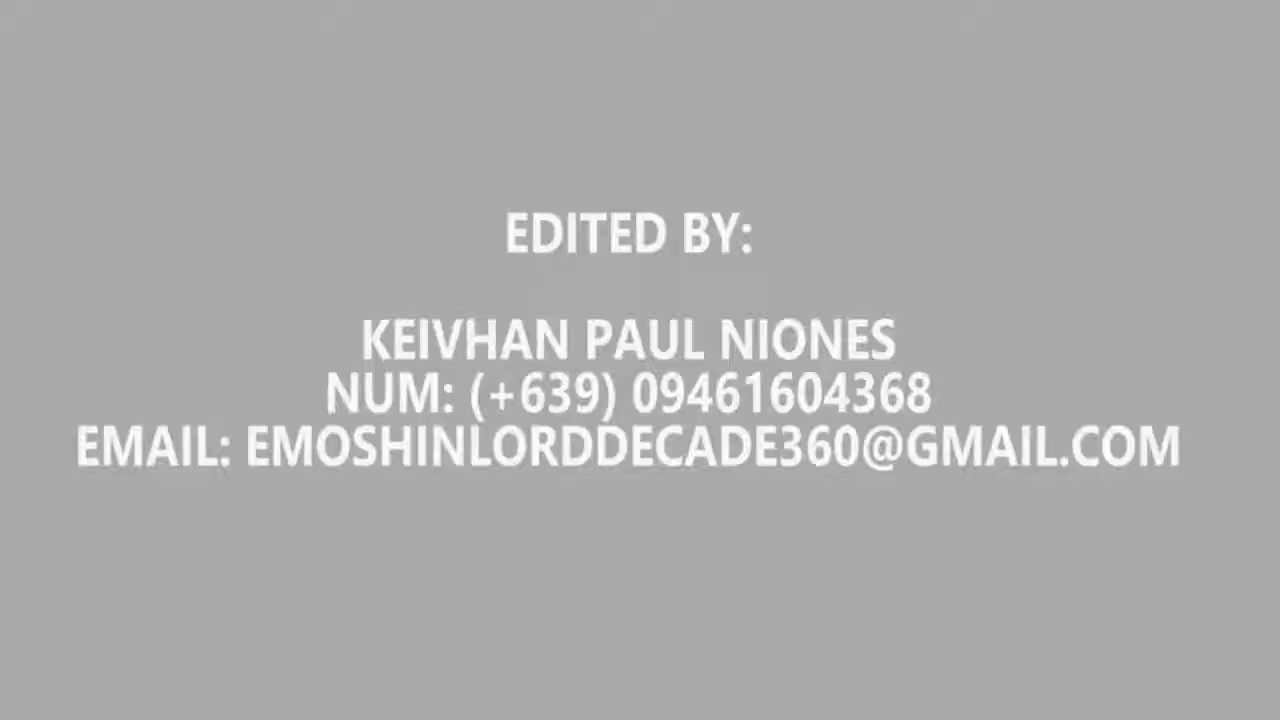 EDITED BY:
KEIVHAN PAUL NIONES
NUM: (+639) 09461604368
EMAIL: EMOSHINLORDDECADE360@GMAIL.COM